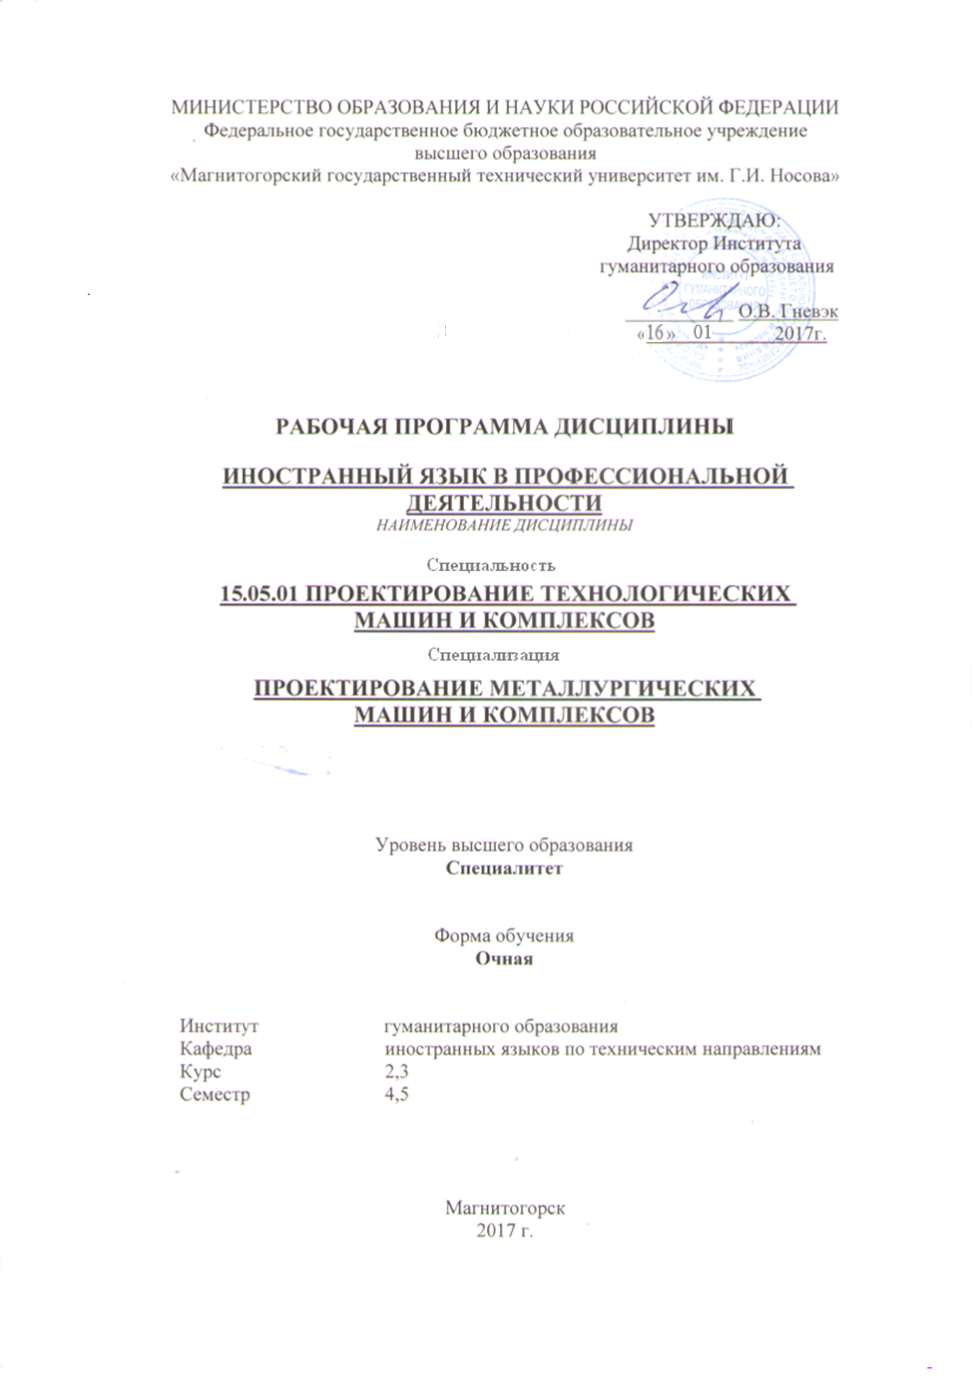 МИНИСТЕРСТВО ОБРАЗОВАНИЯ И НАУКИ РОССИЙСКОЙ ФЕДЕРАЦИИ
Федеральное государственное бюджетное образовательное учреждение
высшего образования
«Магнитогорский государственный технический университет им. Г.И. Носова»
УТВЕРЖДАЮ:
Директор Института
гуманитарного образования
О.В. Гневэк
«16» 01 2017г.
ИНСТИТУТ
ГУМАНИТАРНОГО
ОБРАЗОВАНИЯ
РАБОЧАЯ ПРОГРАММА ДИСЦИПЛИНЫ
ИНОСТРАННЫЙ ЯЗЫК В ПРОФЕССИОНАЛЬНОЙ
ДЕЯТЕЛЬНОСТИ
НАИМЕНОВАНИЕ ДИСЦИПЛИНЫ
Специальность
15.05.01 ПРОЕКТИРОВАНИЕ ТЕХНОЛОГИЧЕСКИХ
МАШИН И КОМПЛЕКСОВ
Специализация
ПРОЕКТИРОВАНИЕ МЕТАЛЛУРГИЧЕСКИХ
МАШИН И КОМПЛЕКСОВ
Уровень высшего образования
Специалитет
Форма обучения
Очная
Институт гуманитарного образования
Кафедра иностранных языков по техническим направлениям
Курс 2,3
Семестр 4,5
Магнитогорск
2017 г.